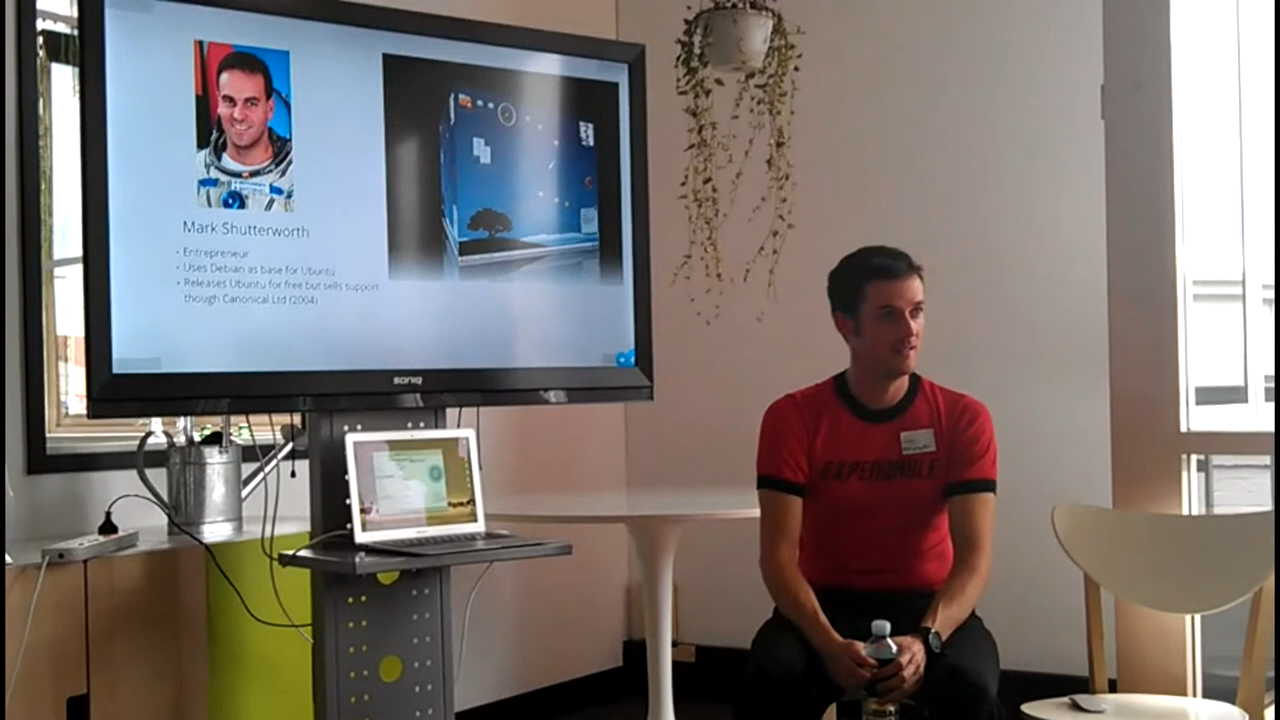 Mark Shutterworth
• Entrepreneur
• Uses Debian as base for Ubuntu
• Releases Ubuntu for free but sells support
though Canonical Ltd (2004)
soniq
EXPENDABLE